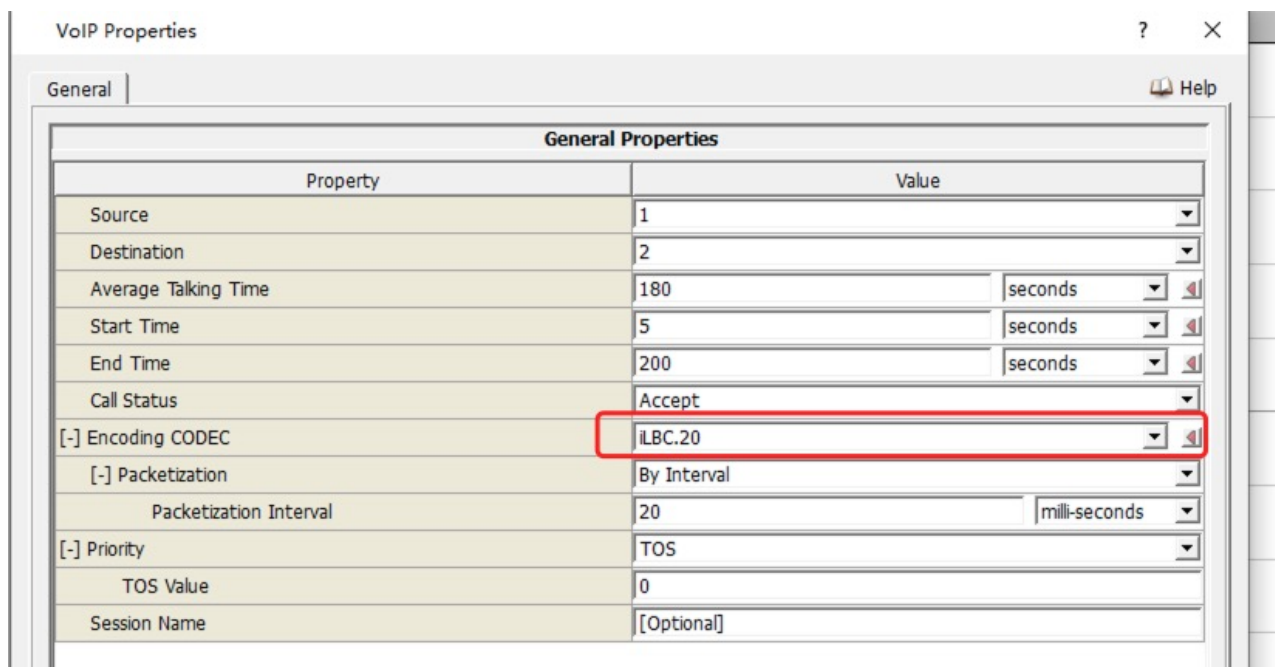 VoIP Properties ?
General Help
General Properties
Property Value
Source 1
Destination 2
Average Talking Time 180 seconds
Start Time 5 seconds
End Time 200 seconds
Call Status Accept
[-] Encoding CODEC iLBC.20
[-] Packetization By Interval
Packetization Interval 20 milli-seconds
[-] Priority TOS
TOS Value 0
Session Name [Optional]